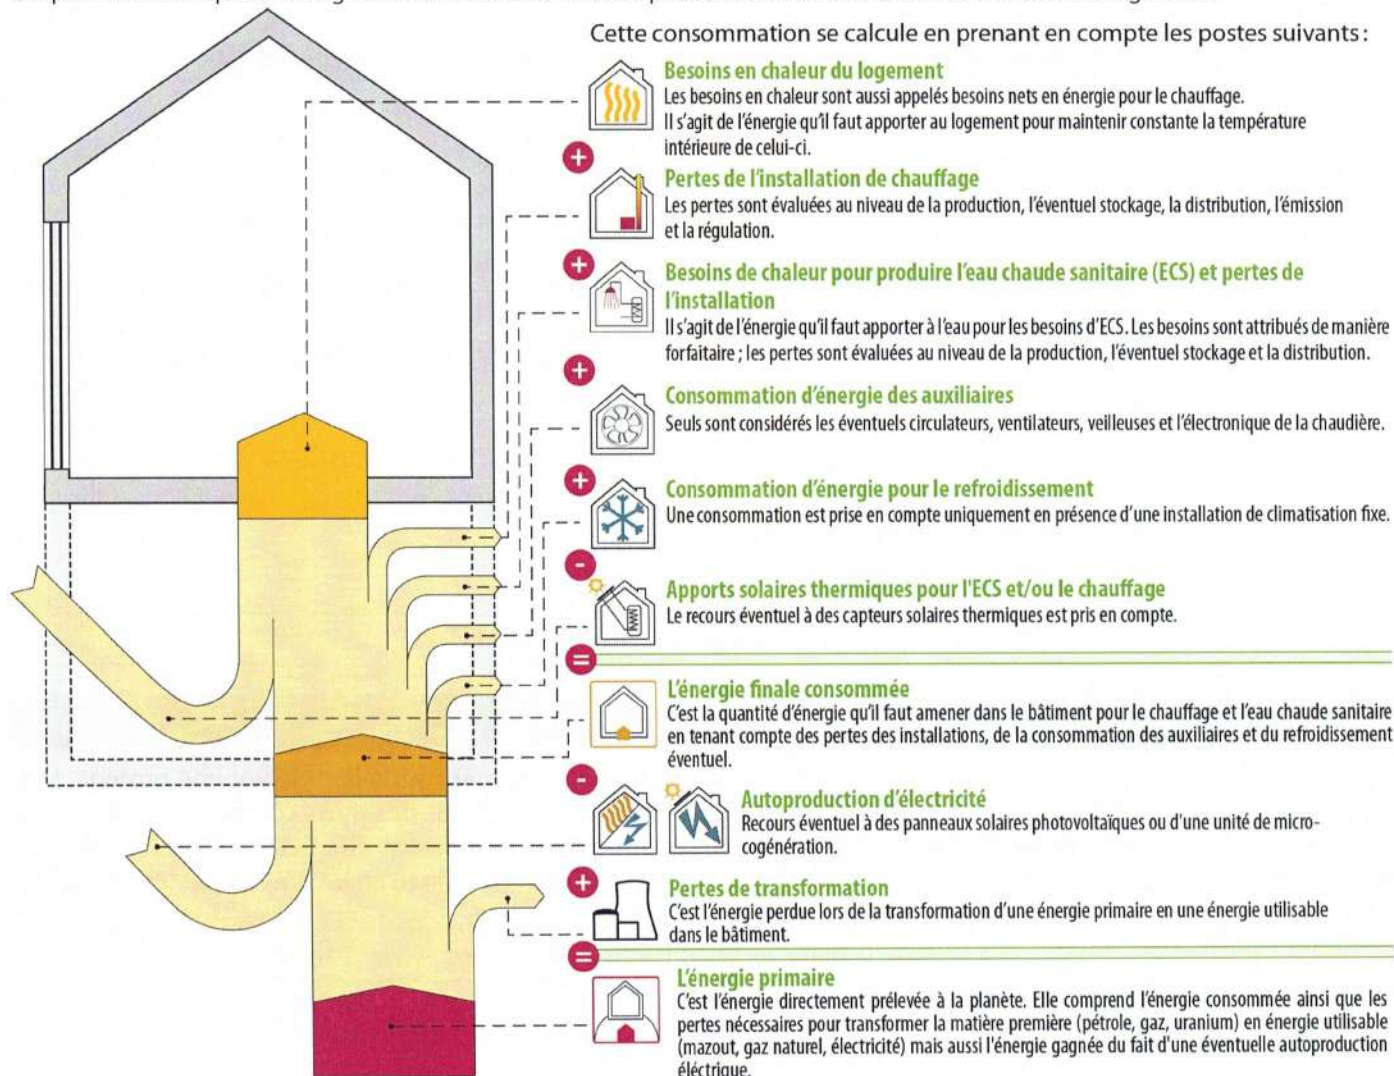 Cette consommation se calcule en prenant en compte les postes suivants :
Besoins en chaleur du logement
Les besoins en chaleur sont aussi appelés besoins nets en énergie pour le chauffage.
Il s'agit de l'énergie qu'il faut apporter au logement pour maintenir constante la température
intérieure de celui-ci.
+
Pertes de l'installation de chauffage
Les pertes sont évaluées au niveau de la production, l'éventuel stockage, la distribution, l'émission
et la régulation.
+
Besoins de chaleur pour produire l'eau chaude sanitaire (ECS) et pertes de
l'installation
Il s'agit de l'énergie qu'il faut apporter à l'eau pour les besoins d'ECS. Les besoins sont attribués de manière
forfaitaire ; les pertes sont évaluées au niveau de la production, l'éventuel stockage et la distribution.
+
Consommation d'énergie des auxiliaires
Seuls sont considérés les éventuels circulateurs, ventilateurs, veilleuses et l'électronique de la chaudière.
+
Consommation d'énergie pour le refroidissement
Une consommation est prise en compte uniquement en présence d'une installation de climatisation fixe.
-
Apports solaires thermiques pour l'ECS et/ou le chauffage
Le recours éventuel à des capteurs solaires thermiques est pris en compte.
=
L'énergie finale consommée
C'est la quantité d'énergie qu'il faut amener dans le bâtiment pour le chauffage et l'eau chaude sanitaire
en tenant compte des pertes des installations, de la consommation des auxiliaires et du refroidissement
éventuel.
-
Autoproduction d'électricité
Recours éventuel à des panneaux solaires photovoltaïques ou d'une unité de micro-
cogénération.
+
Pertes de transformation
C'est l'énergie perdue lors de la transformation d'une énergie primaire en une énergie utilisable
dans le bâtiment.
=
L'énergie primaire
C'est l'énergie directement prélevée à la planète. Elle comprend l'énergie consommée ainsi que les
pertes nécessaires pour transformer la matière première (pétrole, gaz, uranium) en énergie utilisable
(mazout, gaz naturel, électricité) mais aussi l'énergie gagnée du fait d'une éventuelle autoproduction
éléctrique.